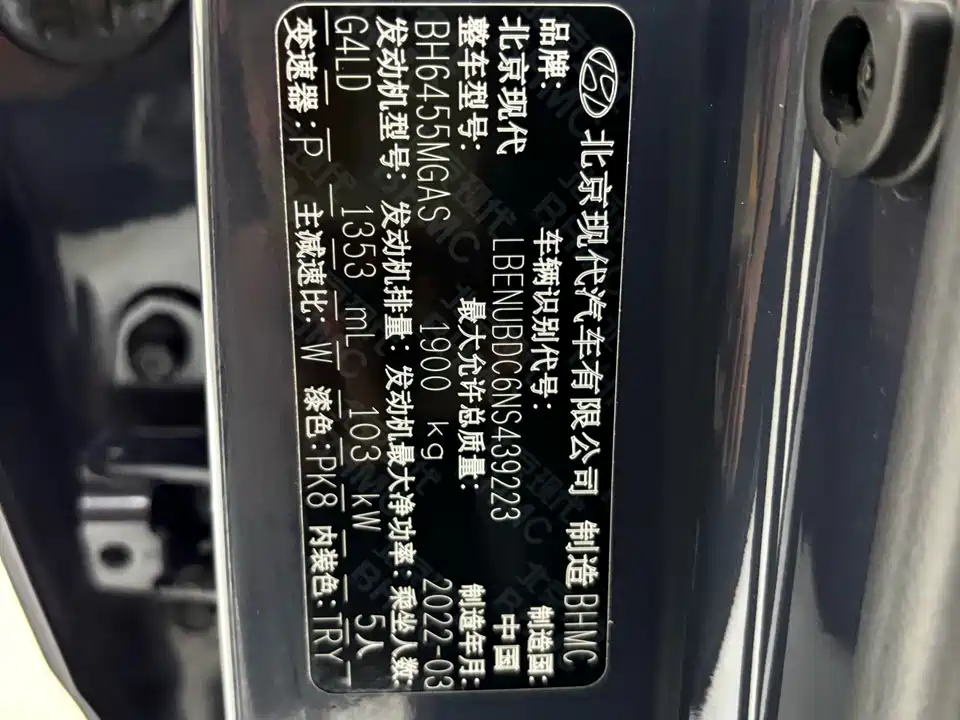 北京现代汽车有限公司 制造 BHMC
品牌: 车辆识别代号: 制造国:
北京现代 LBENUBDC6NS439223 中国
整车型号: 最大允许总质量: 制造年月:
BH6455MGAS 1900 kg 2022-03
发动机型号: 发动机排量: 发动机最大净功率: 乘坐人数:
G4LD 1353 mL 103 kW 5人
变速器:P 主减速比:W 漆色:PK8 内装色:TRY